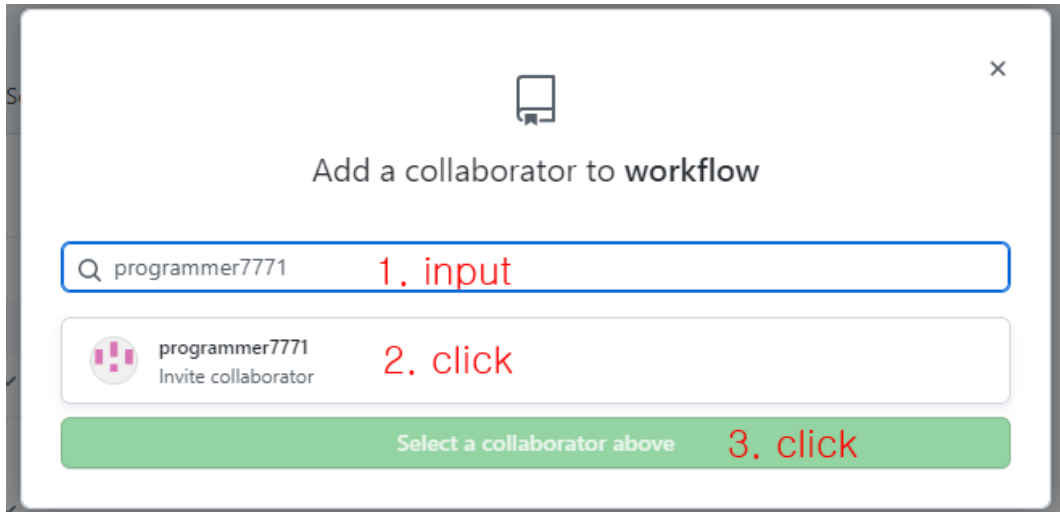 Add a collaborator to workflow
programmer7771 1. input
programmer7771
Invite collaborator
2. click
Select a collaborator above 3. click